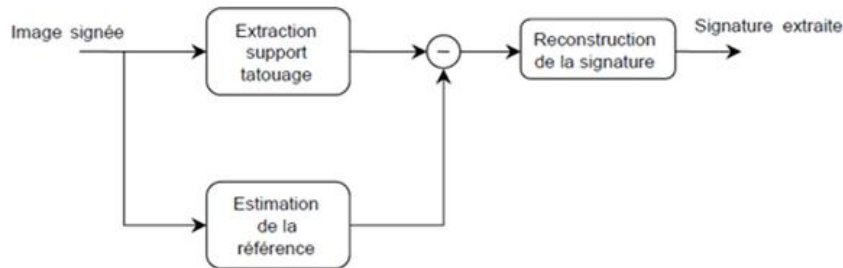 Image signée
Extraction
support
tatouage
−
Reconstruction
de la signature
Signature extraite
Estimation
de la
référence